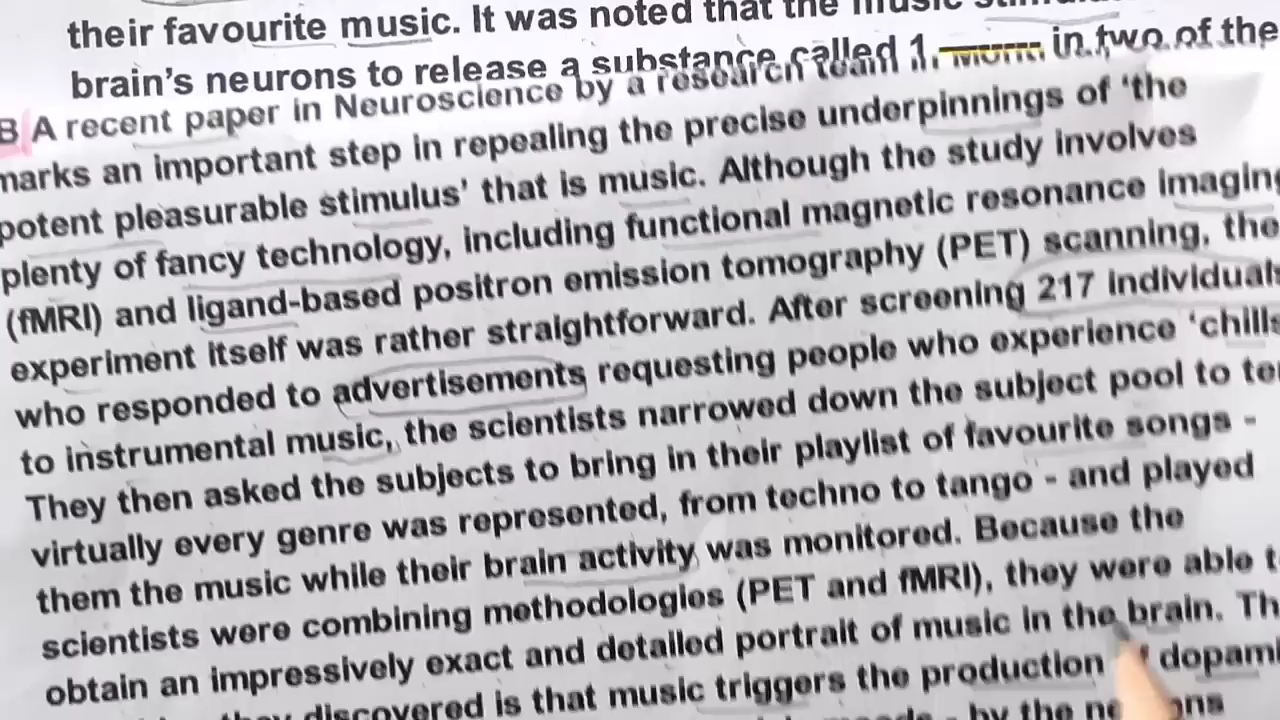 their favourite music. It was noted that the music
brain's neurons to release a substance called 1. in two of the
B A recent paper in Neuroscience by a research team
marks an important step in repealing the precise underpinnings of 'the
potent pleasurable stimulus' that is music. Although the study involves
plenty of fancy technology, including functional magnetic resonance imaging
(fMRI) and ligand-based positron emission tomography (PET) scanning, the
experiment itself was rather straightforward. After screening 217 individuals
who responded to advertisements requesting people who experience 'chills
to instrumental music, the scientists narrowed down the subject pool to
They then asked the subjects to bring in their playlist of favourite songs -
virtually every genre was represented, from techno to tango - and played
them the music while their brain activity was monitored. Because the
scientists were combining methodologies (PET and fMRI), they were able
obtain an impressively exact and detailed portrait of music in the brain.
they discovered is that music triggers the production
by the